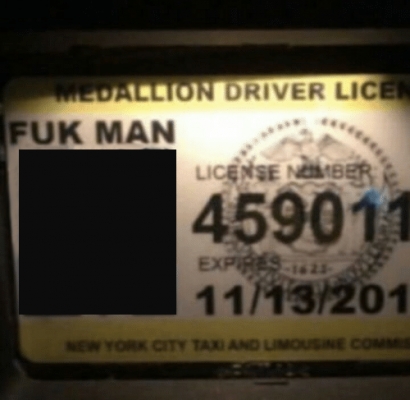 MEDALLION DRIVER LICEN
FUK MAN
LICENSE NUMBER
459011
EXPIRES
-1625-
11/13/201
NEW YORK CITY TAXI AND LIMOUSINE COMMIS